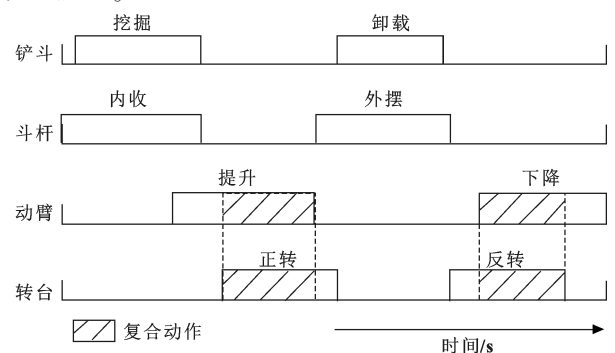 挖掘 卸载
铲斗
内收 外摆
斗杆
提升 下降
动臂
正转 反转
转台
复合动作
时间/s